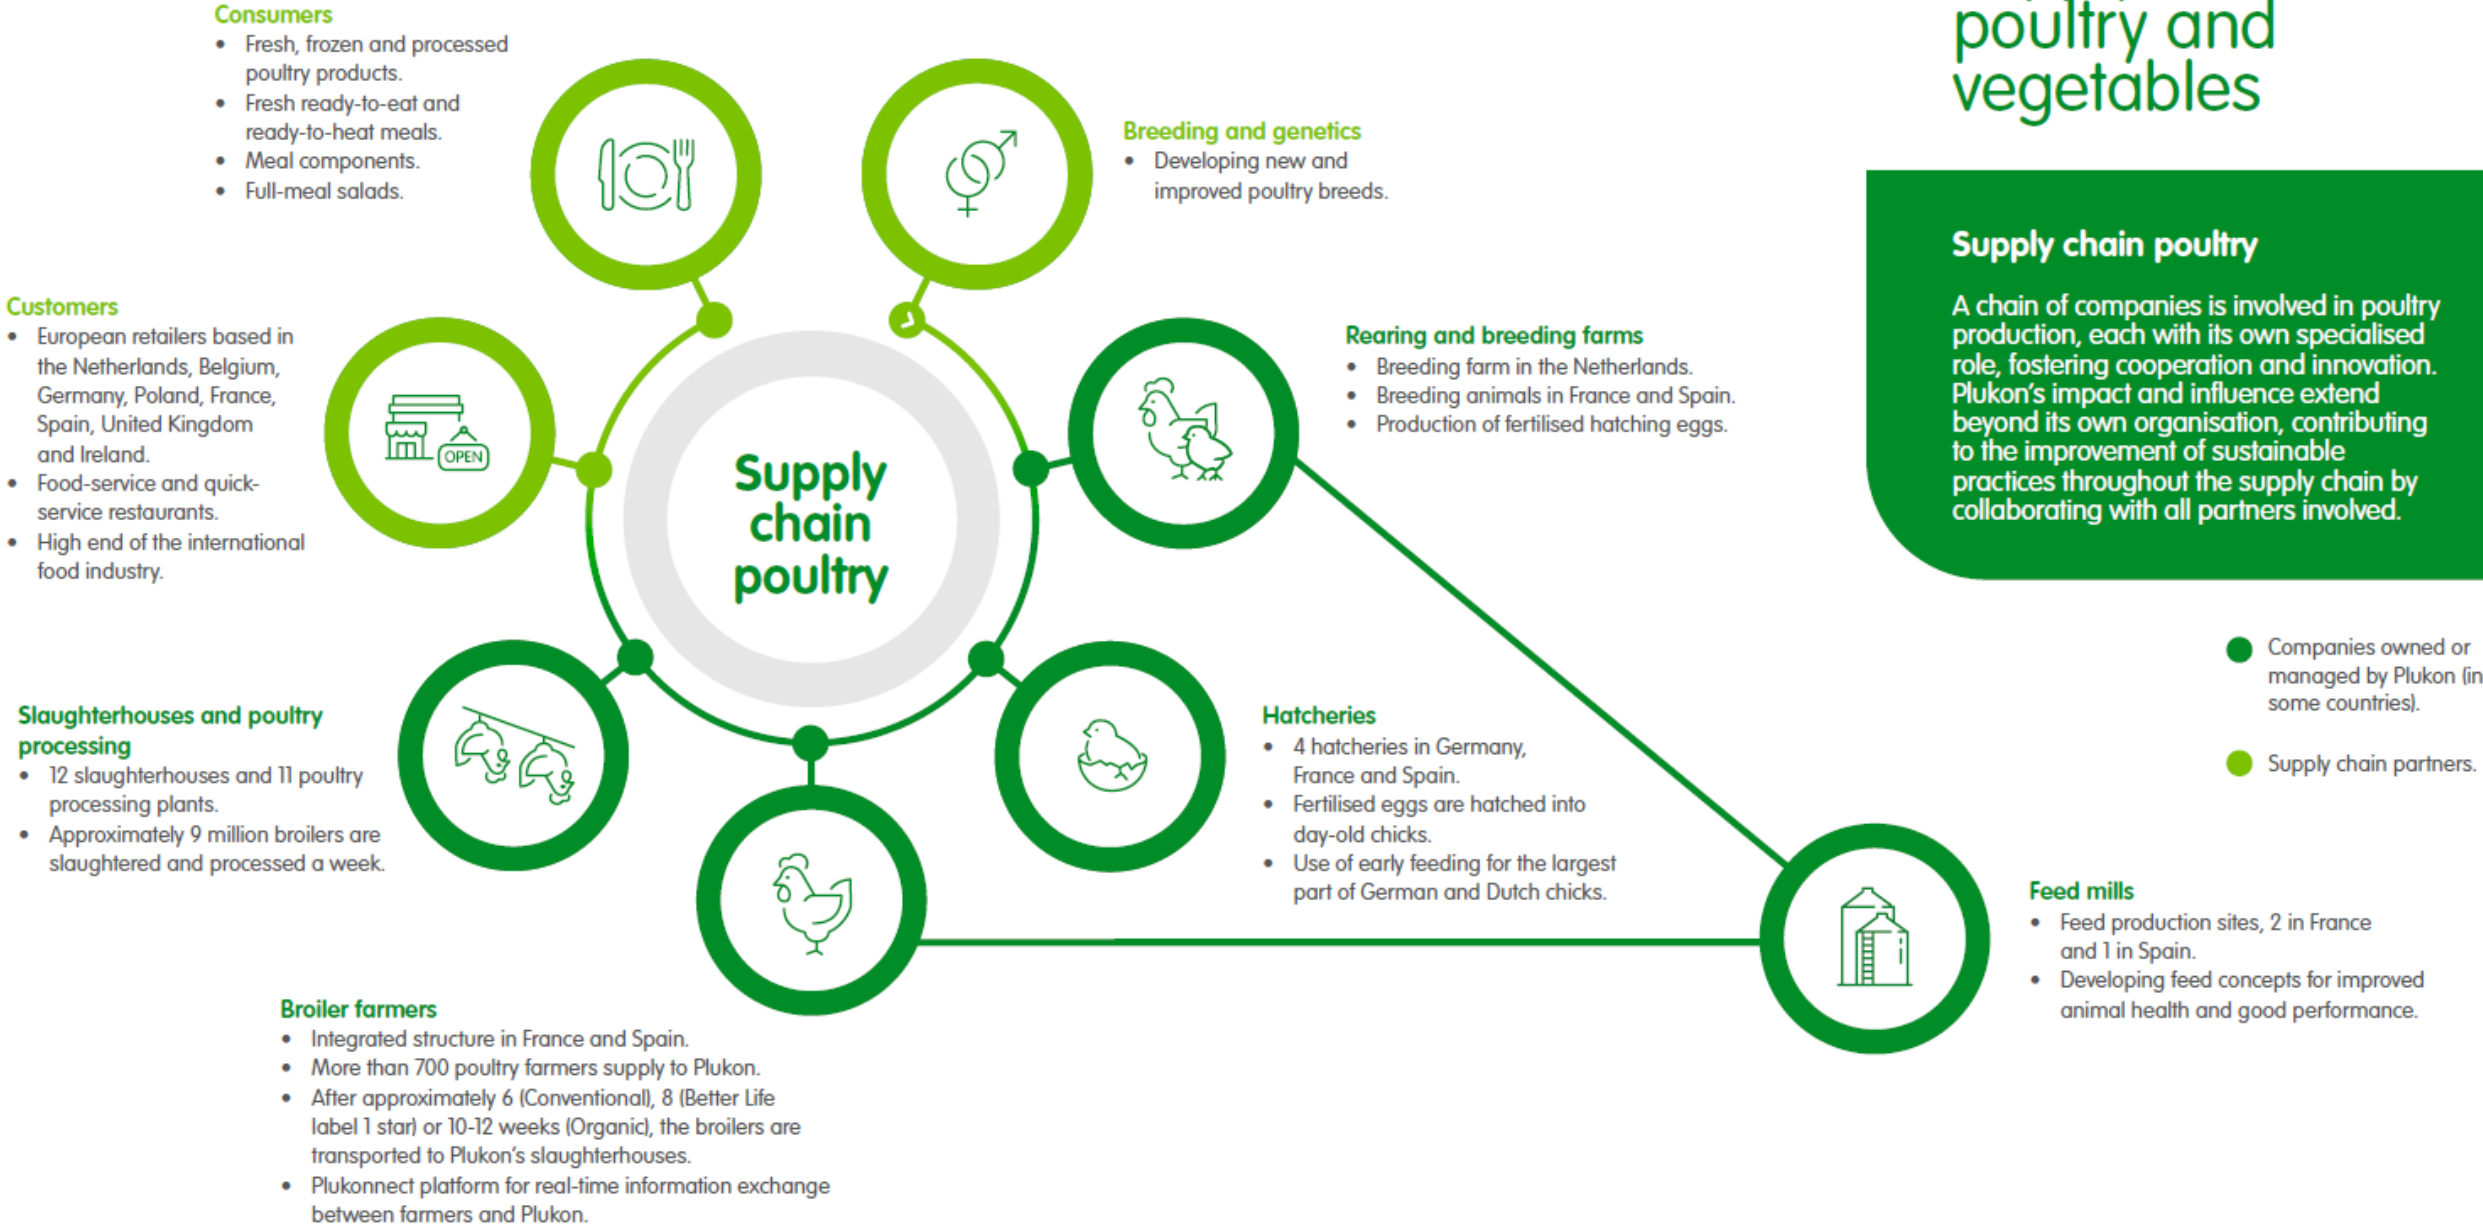 poultry and
vegetables
Consumers
• Fresh, frozen and processed
poultry products.
• Fresh ready-to-eat and
ready-to-heat meals.
• Meal components.
• Full-meal salads.
Breeding and genetics
• Developing new and
improved poultry breeds.
Customers
• European retailers based in
the Netherlands, Belgium,
Germany, Poland, France,
Spain, United Kingdom
and Ireland.
• Food-service and quick-
service restaurants.
• High end of the international
food industry.
OPEN
Supply
chain
poultry
Rearing and breeding farms
• Breeding farm in the Netherlands.
• Breeding animals in France and Spain.
• Production of fertilised hatching eggs.
Supply chain poultry
A chain of companies is involved in poultry
production, each with its own specialised
role, fostering cooperation and innovation.
Plukon's impact and influence extend
beyond its own organisation, contributing
to the improvement of sustainable
practices throughout the supply chain by
collaborating with all partners involved.
Companies owned or
managed by Plukon (in
some countries).
Supply chain partners.
Slaughterhouses and poultry
processing
• 12 slaughterhouses and 11 poultry
processing plants.
• Approximately 9 million broilers are
slaughtered and processed a week.
Hatcheries
• 4 hatcheries in Germany,
France and Spain.
• Fertilised eggs are hatched into
day-old chicks.
• Use of early feeding for the largest
part of German and Dutch chicks.
Feed mills
• Feed production sites, 2 in France
and 1 in Spain.
• Developing feed concepts for improved
animal health and good performance.
Broiler farmers
• Integrated structure in France and Spain.
• More than 700 poultry farmers supply to Plukon.
• After approximately 6 (Conventional), 8 (Better Life
label 1 star) or 10-12 weeks (Organic), the broilers are
transported to Plukon's slaughterhouses.
• Plukonnect platform for real-time information exchange
between farmers and Plukon.